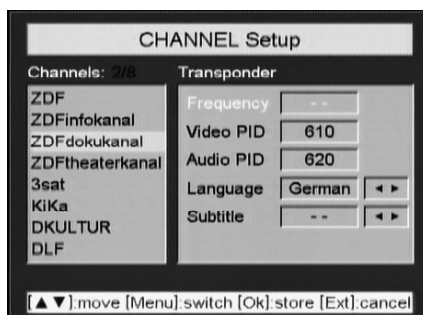 CHANNEL Setup
Channels: 2/8
Transponder
ZDF
ZDFinfokanal
ZDFdokukanal
ZDFtheaterkanal
3sat
KiKa
DKULTUR
DLF
Frequency - -
Video PID 610
Audio PID 620
Language German ◄ ►
Subtitle - - ◄ ►
[▲ ▼]:move [Menu]:switch [Ok]:store [Ext]:cancel